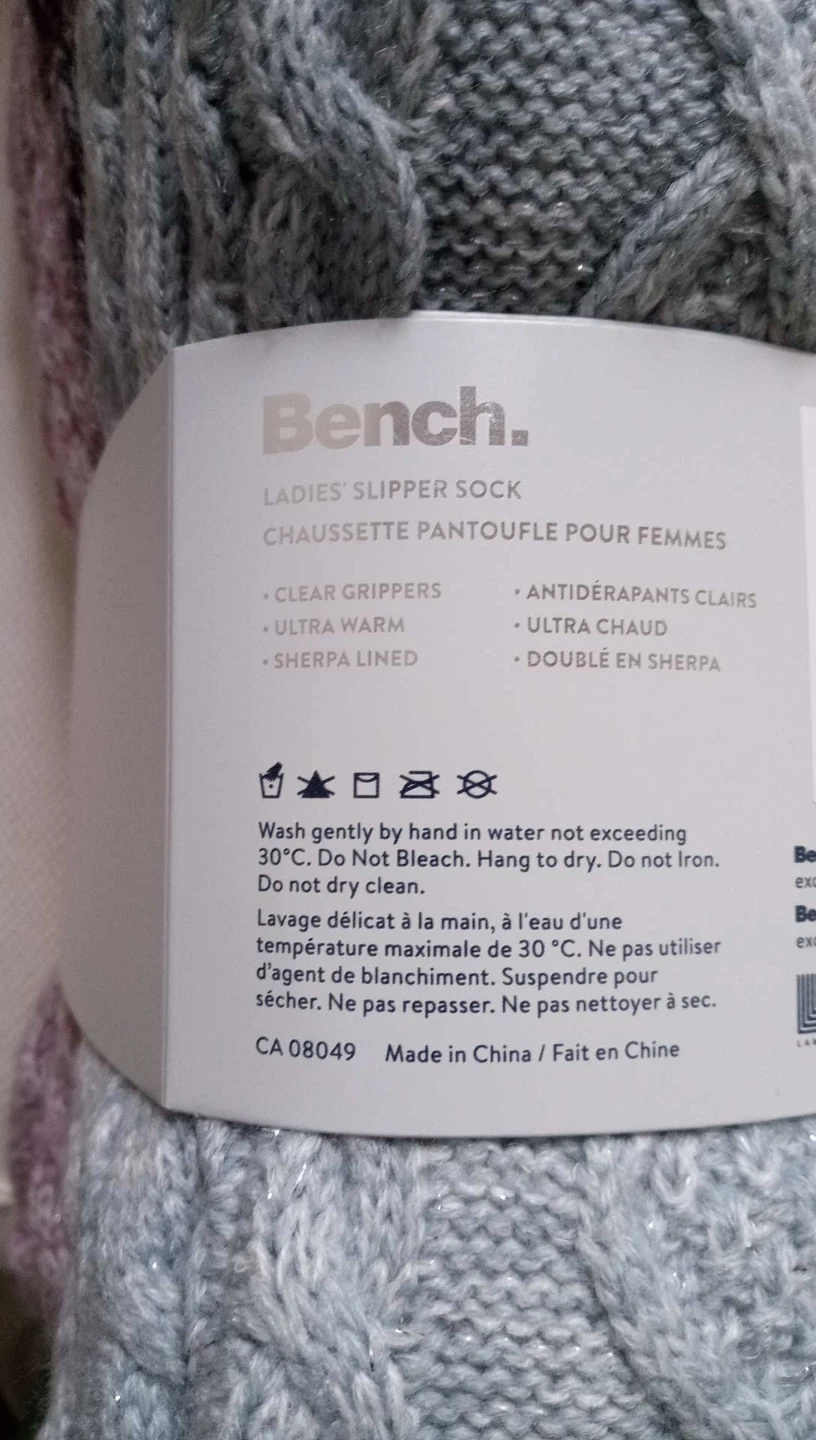 Bench.
LADIES' SLIPPER SOCK
CHAUSSETTE PANTOUFLE POUR FEMMES
• CLEAR GRIPPERS
• ULTRA WARM
• SHERPA LINED
• ANTIDÉRAPANTS CLAIRS
• ULTRA CHAUD
• DOUBLÉ EN SHERPA
Wash gently by hand in water not exceeding
30°C. Do Not Bleach. Hang to dry. Do not Iron.
Do not dry clean.
Lavage délicat à la main, à l'eau d'une
température maximale de 30 °C. Ne pas utiliser
d'agent de blanchiment. Suspendre pour
sécher. Ne pas repasser. Ne pas nettoyer à sec.
CA 08049 Made in China / Fait en Chine